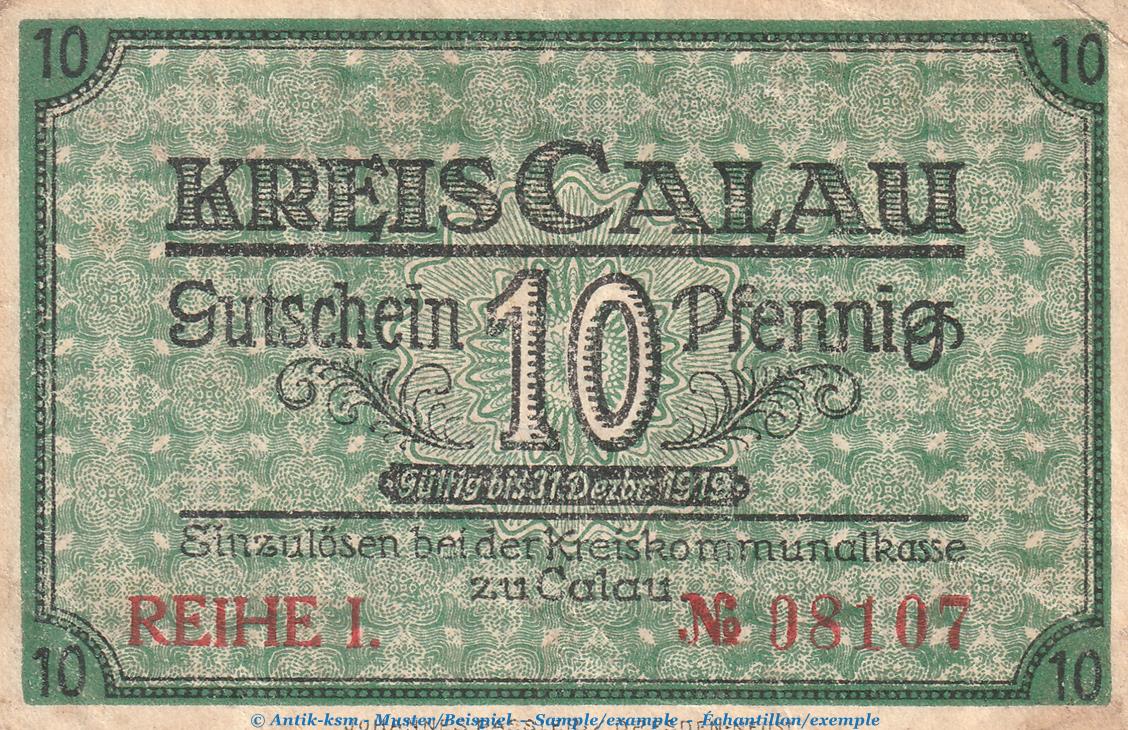 10 10
KREIS CALAU
Gutschein 10 Pfennig
Gültig bis 31 Dezbr. 1919
Einzulösen bei der Kreiskommunalkasse
zu Calau
REIHE I. № 08107
10 10
© Antik-ksm - Muster/Beispiel – Sample/example - Échantillon/exemple